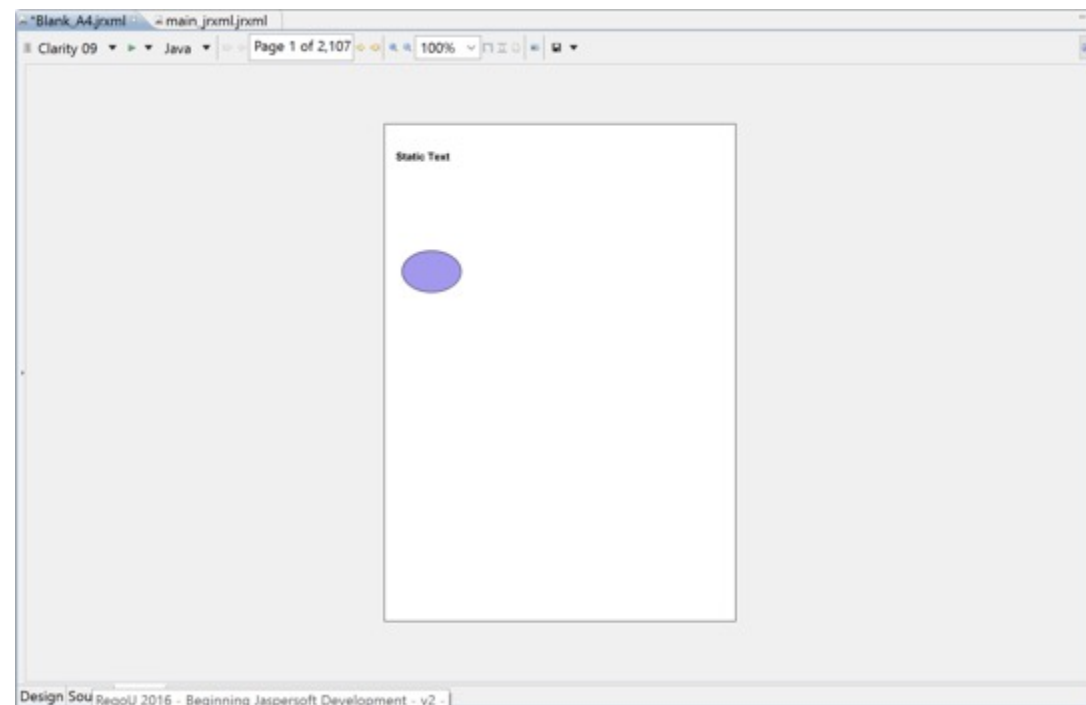 *Blank_A4.jrxml main_jrxml.jrxml
Clarity 09 Java Page 1 of 2,107 100%
Static Text
Design Sou RegoU 2016 - Beginning Jaspersoft Development - v2 -